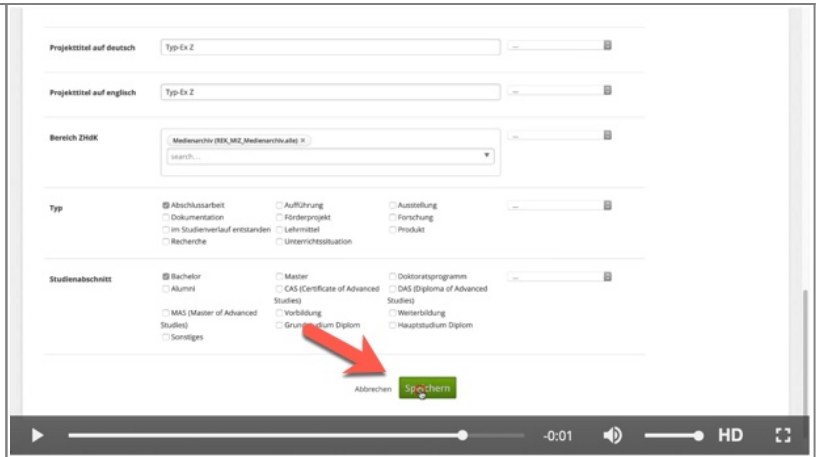 Projekttitel auf deutsch Typ-Ex Z ...
Projekttitel auf englisch Typ-Ex Z ...
Bereich ZHdK Medienarchiv (REK_MIZ_Medienarchiv.alle) × ...
search...
Typ Abschlussarbeit Aufführung Ausstellung ...
Dokumentation Förderprojekt Forschung
im Studienverlauf entstanden Lehrmittel Produkt
Recherche Unterrichtssituation
Studienabschnitt Bachelor Master Doktoratsprogramm ...
Alumni CAS (Certificate of Advanced Studies) DAS (Diploma of Advanced Studies)
MAS (Master of Advanced Studies) Vorbildung Weiterbildung
Grundstudium Diplom Hauptstudium Diplom
Sonstiges
Abbrechen Speichern
-0:01 HD